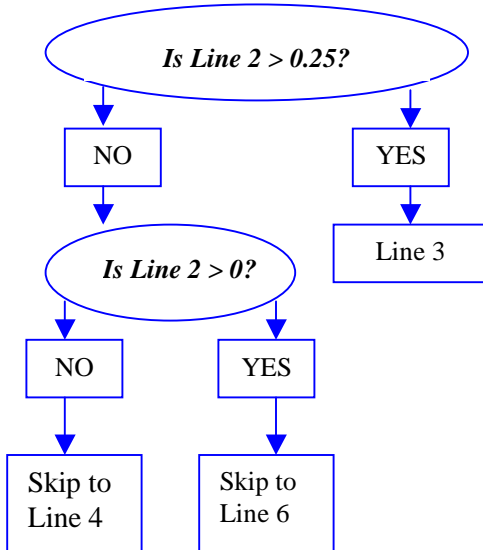 Is Line 2 > 0.25?
NO
YES
Line 3
Is Line 2 > 0?
NO
YES
Skip to
Line 4
Skip to
Line 6